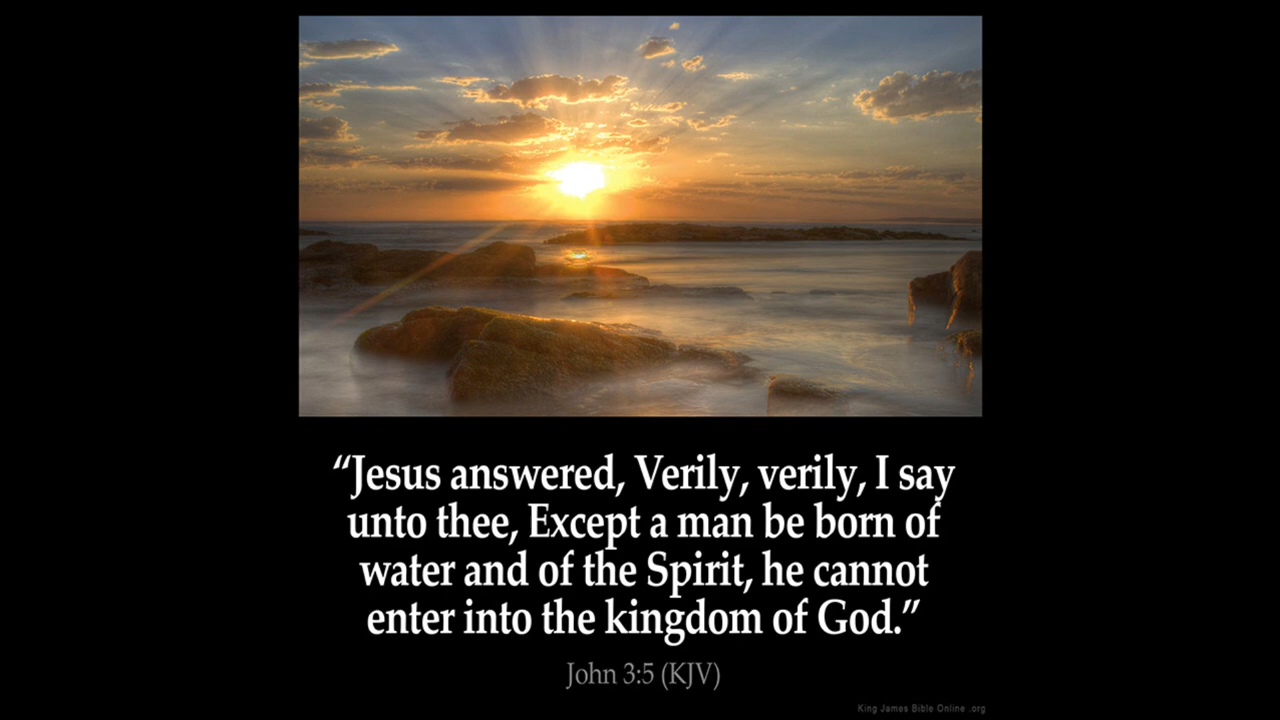 “Jesus answered, Verily, verily, I say
unto thee, Except a man be born of
water and of the Spirit, he cannot
enter into the kingdom of God.”
John 3:5 (KJV)
King James Bible Online .org